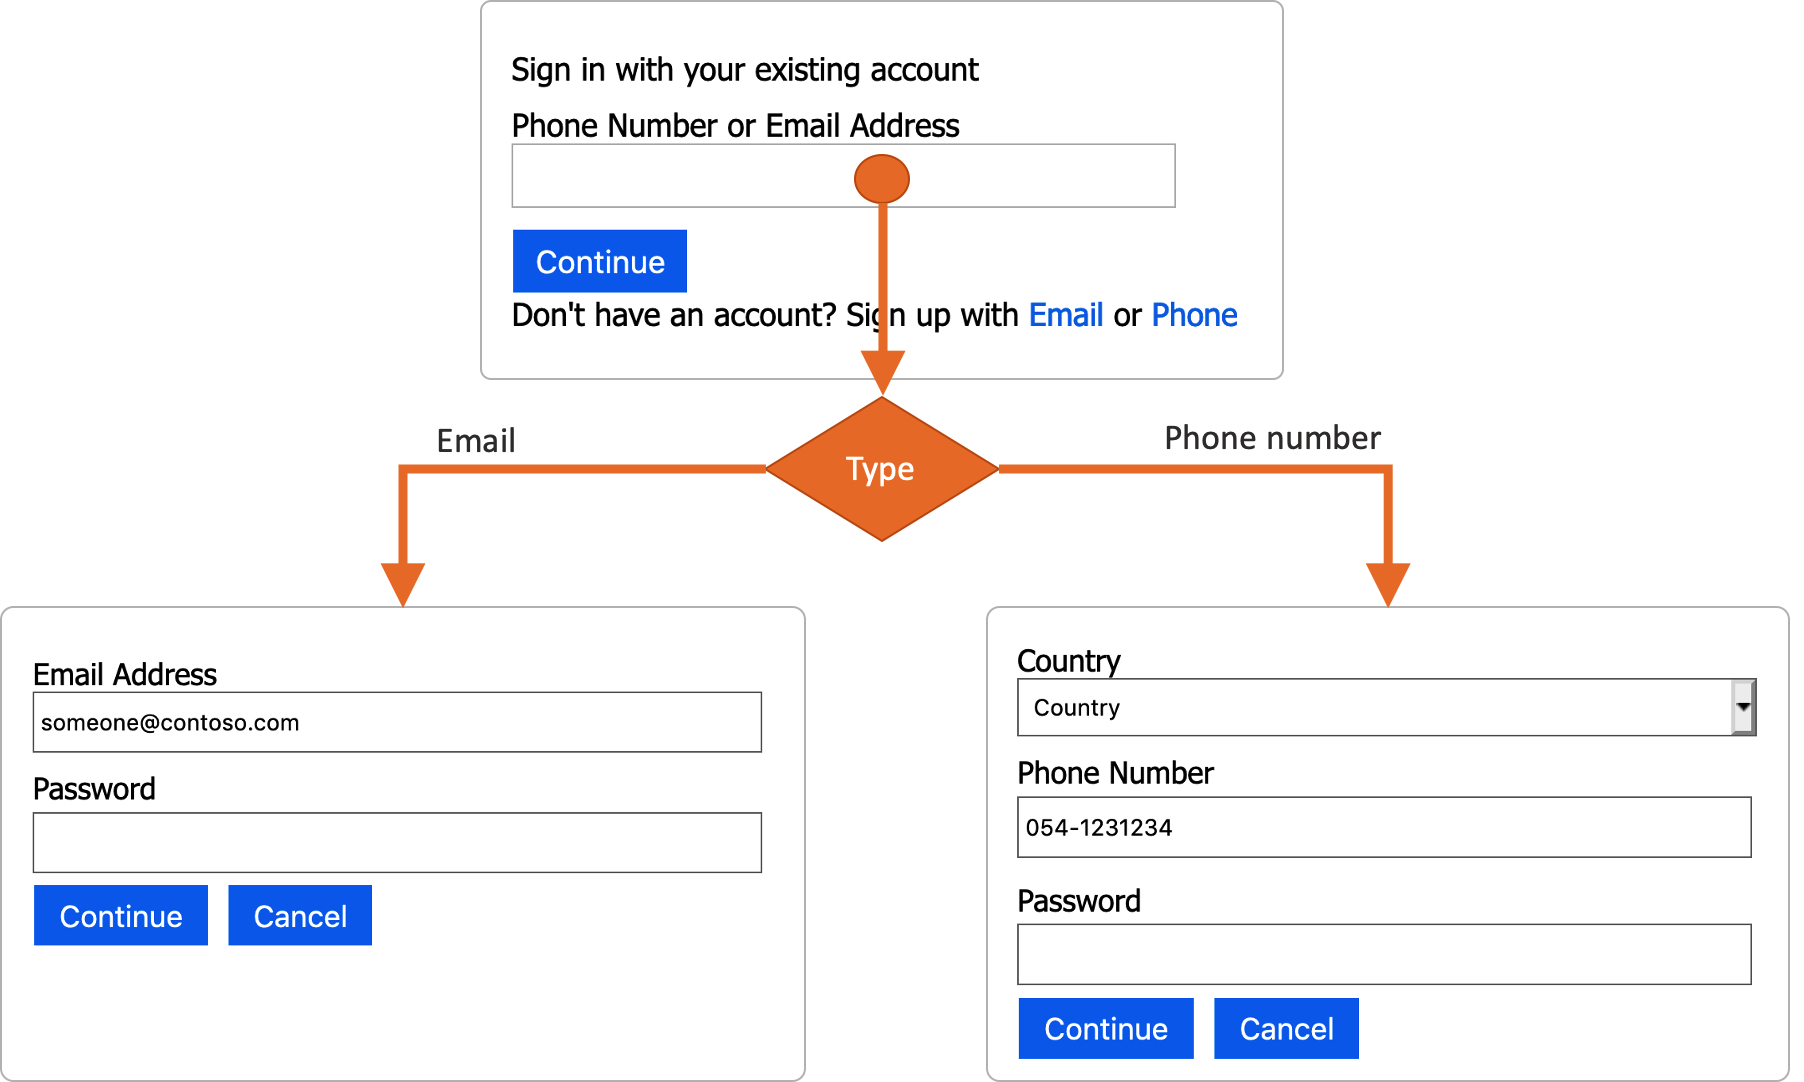 Sign in with your existing account
Phone Number or Email Address
Continue
Don't have an account? Sign up with Email or Phone
Email
Type
Phone number
Email Address
someone@contoso.com
Password
Continue Cancel
Country
Country
Phone Number
054-1231234
Password
Continue Cancel